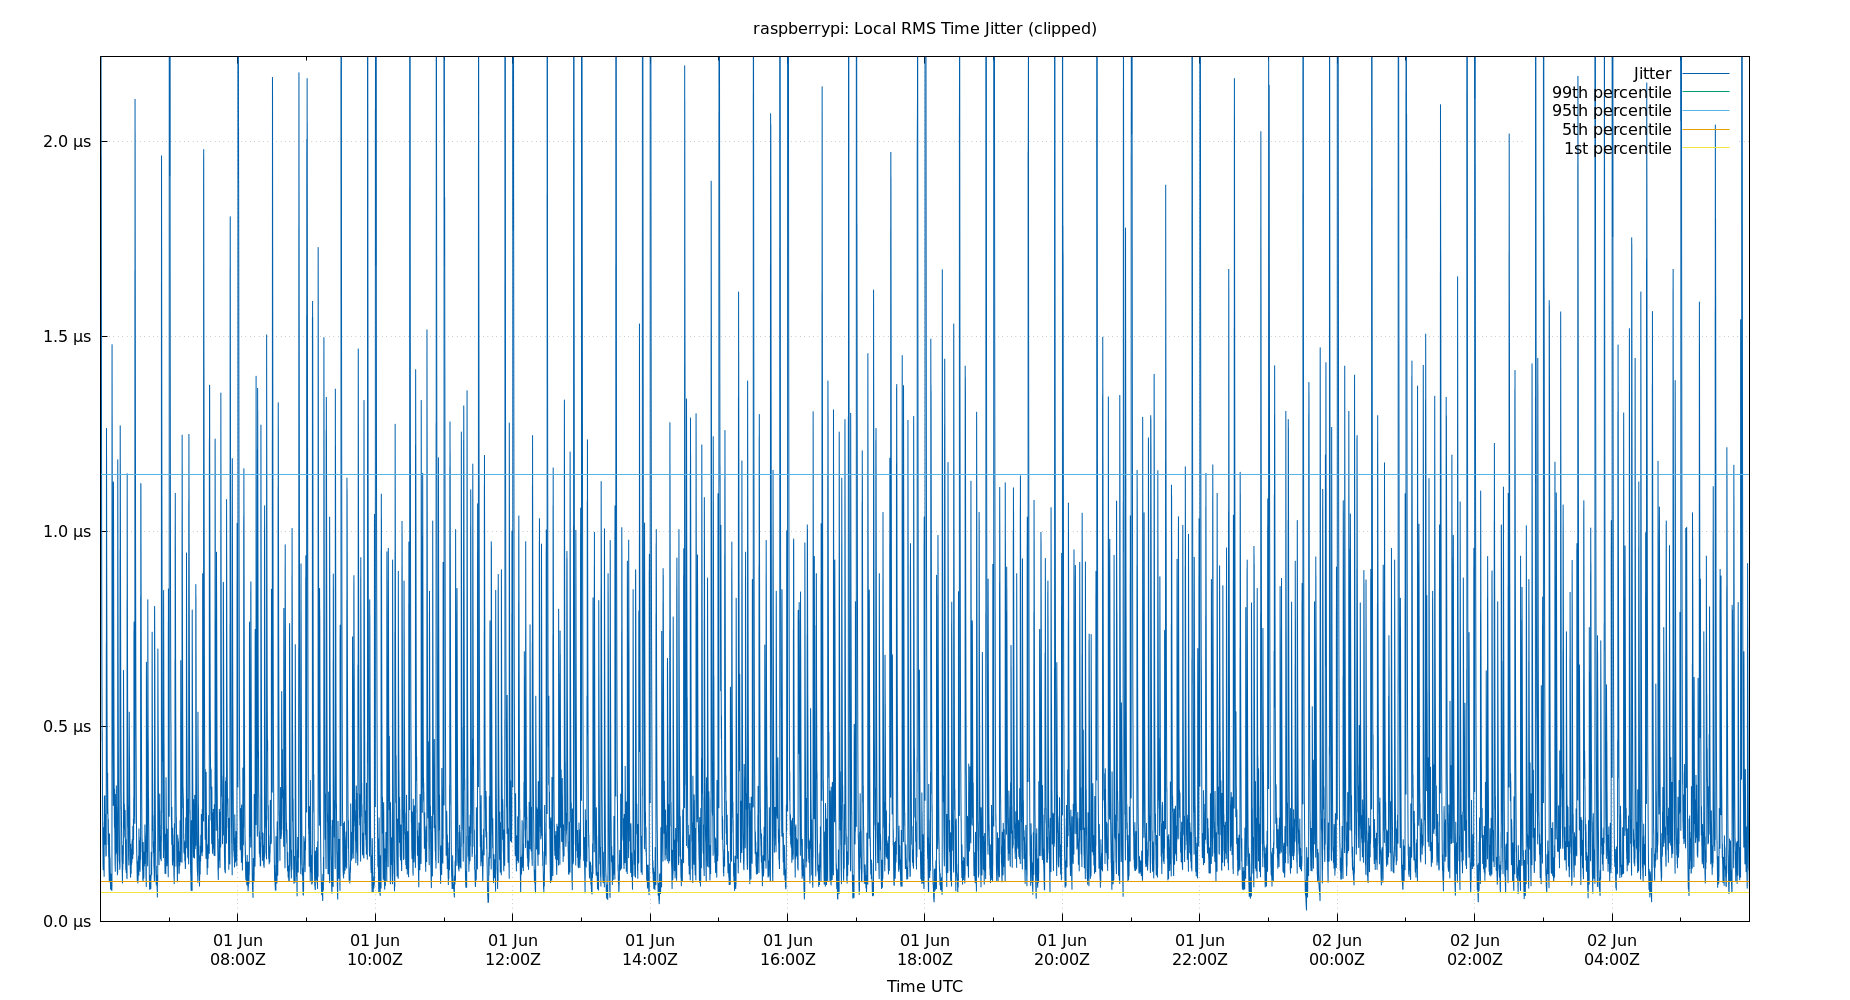 raspberrypi: Local RMS Time Jitter (clipped)
Jitter
99th percentile
95th percentile
5th percentile
1st percentile
2.0 µs
1.5 µs
1.0 µs
0.5 µs
0.0 µs
01 Jun 01 Jun 01 Jun 01 Jun 01 Jun 01 Jun 01 Jun 01 Jun 02 Jun 02 Jun 02 Jun
08:00Z 10:00Z 12:00Z 14:00Z 16:00Z 18:00Z 20:00Z 22:00Z 00:00Z 02:00Z 04:00Z
Time UTC